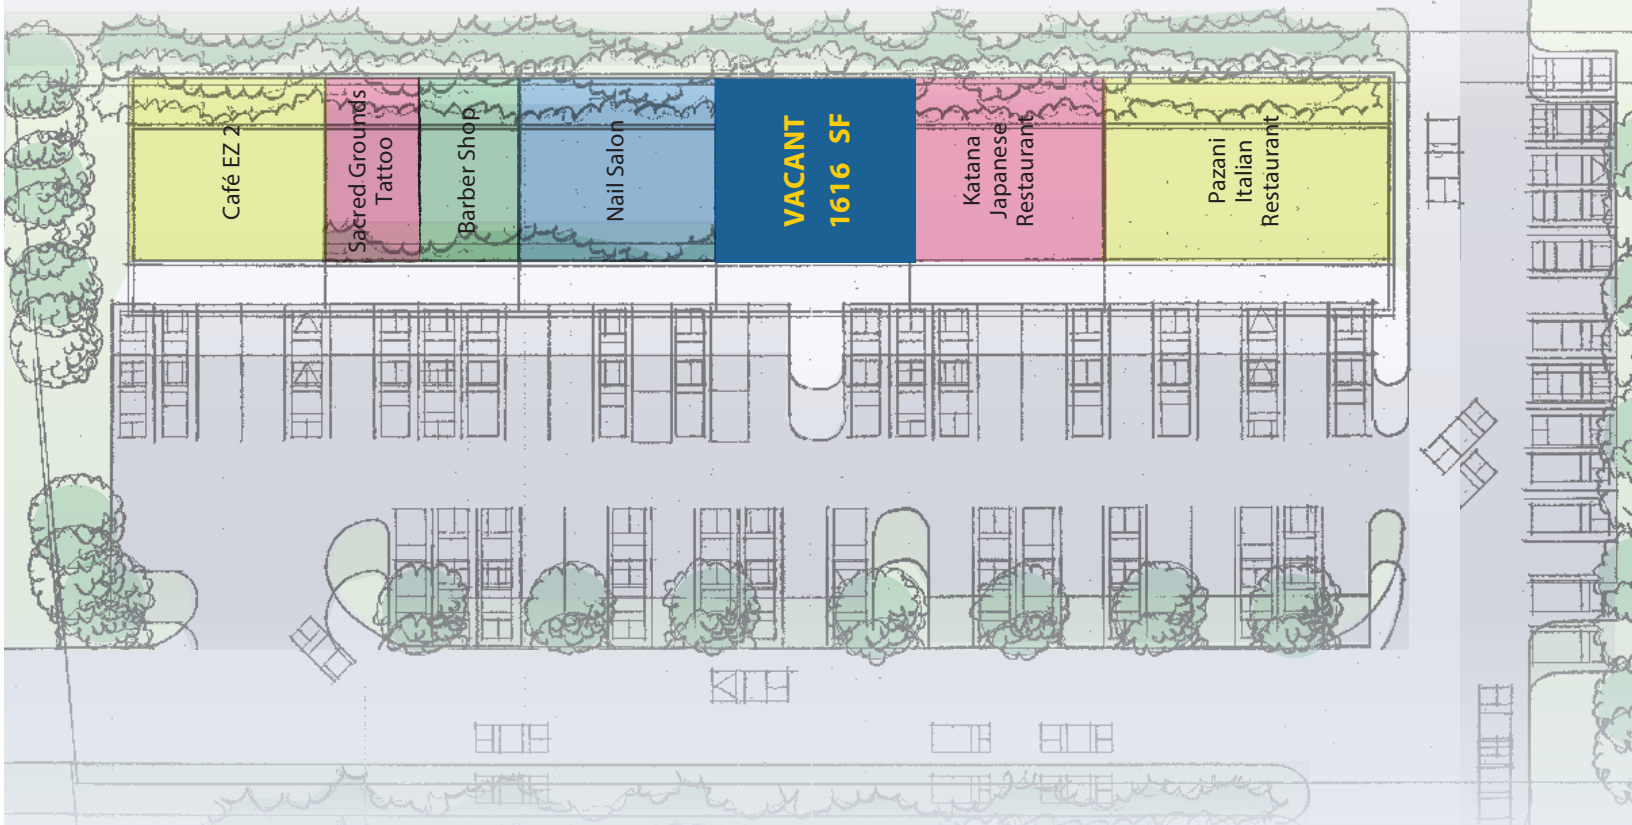 Café EZ 2
Sacred Grounds
Tattoo
Barber Shop
Nail Salon
VACANT
1616 SF
Katana
Japanese
Restaurant
Pazani
Italian
Restaurant